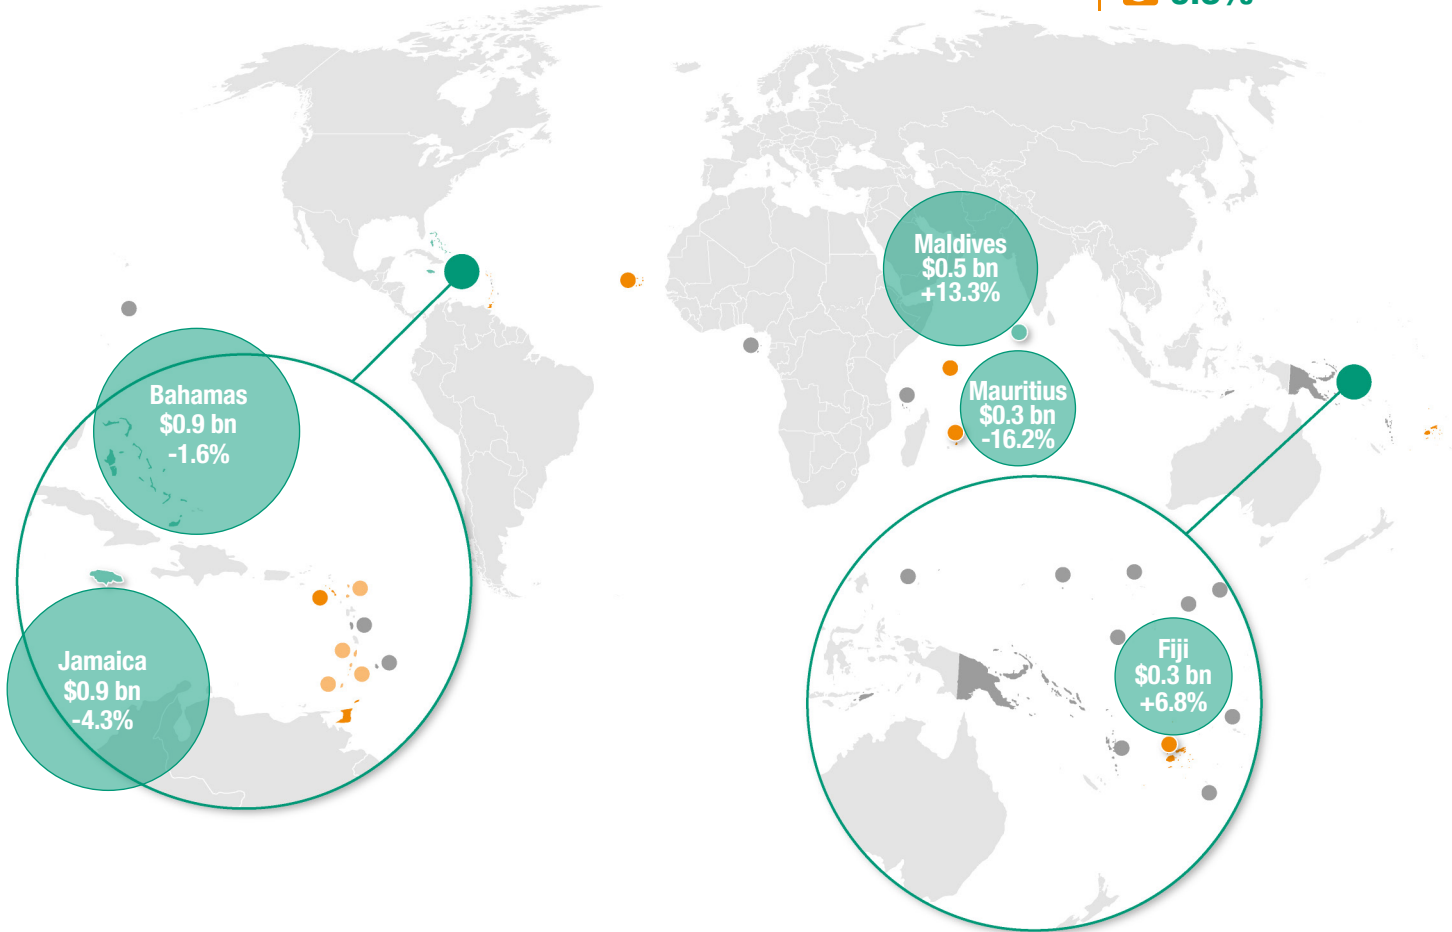 Maldives
$0.5 bn
+13.3%
Mauritius
$0.3 bn
-16.2%
Bahamas
$0.9 bn
-1.6%
Jamaica
$0.9 bn
-4.3%
Fiji
$0.3 bn
+6.8%